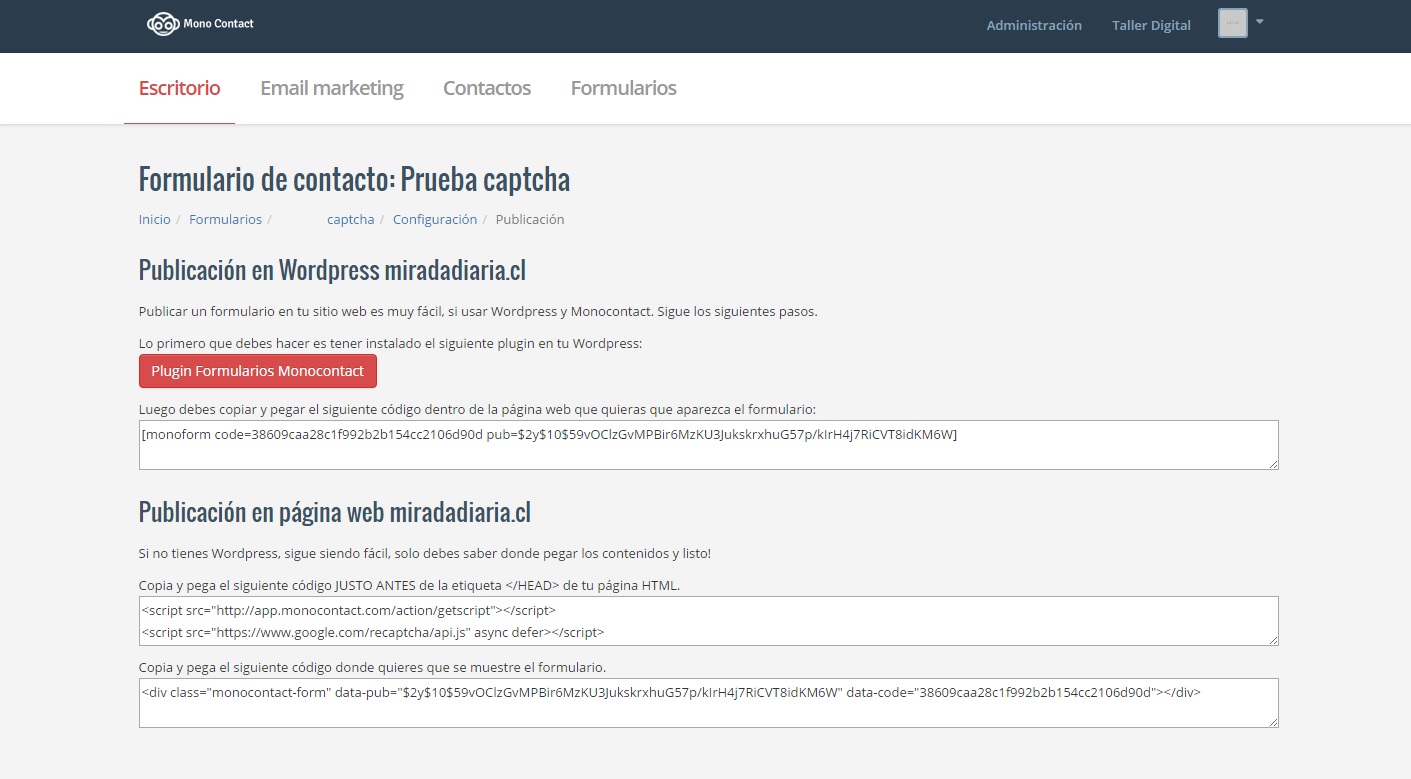 Mono Contact
Administración
Taller Digital
Escritorio
Email marketing
Contactos
Formularios
Formulario de contacto: Prueba captcha
Inicio / Formularios / captcha / Configuración / Publicación
Publicación en Wordpress miradadiaria.cl
Publicar un formulario en tu sitio web es muy fácil, si usar Wordpress y Monocontact. Sigue los siguientes pasos.
Lo primero que debes hacer es tener instalado el siguiente plugin en tu Wordpress:
Plugin Formularios Monocontact
Luego debes copiar y pegar el siguiente código dentro de la página web que quieras que aparezca el formulario:
[monoform code=38609caa28c1f992b2b154cc2106d90d pub=$2y$10$59vOClzGvMPBir6MzKU3JukskrxhuG57p/kIrH4j7RiCVT8idKM6W]
Publicación en página web miradadiaria.cl
Si no tienes Wordpress, sigue siendo fácil, solo debes saber donde pegar los contenidos y listo!
Copia y pega el siguiente código JUSTO ANTES de la etiqueta </HEAD> de tu página HTML.
<script src="http://app.monocontact.com/action/getscript"></script>
<script src="https://www.google.com/recaptcha/api.js" async defer></script>
Copia y pega el siguiente código donde quieres que se muestre el formulario.
<div class="monocontact-form" data-pub="$2y$10$59vOClzGvMPBir6MzKU3JukskrxhuG57p/kIrH4j7RiCVT8idKM6W" data-code="38609caa28c1f992b2b154cc2106d90d"></div>